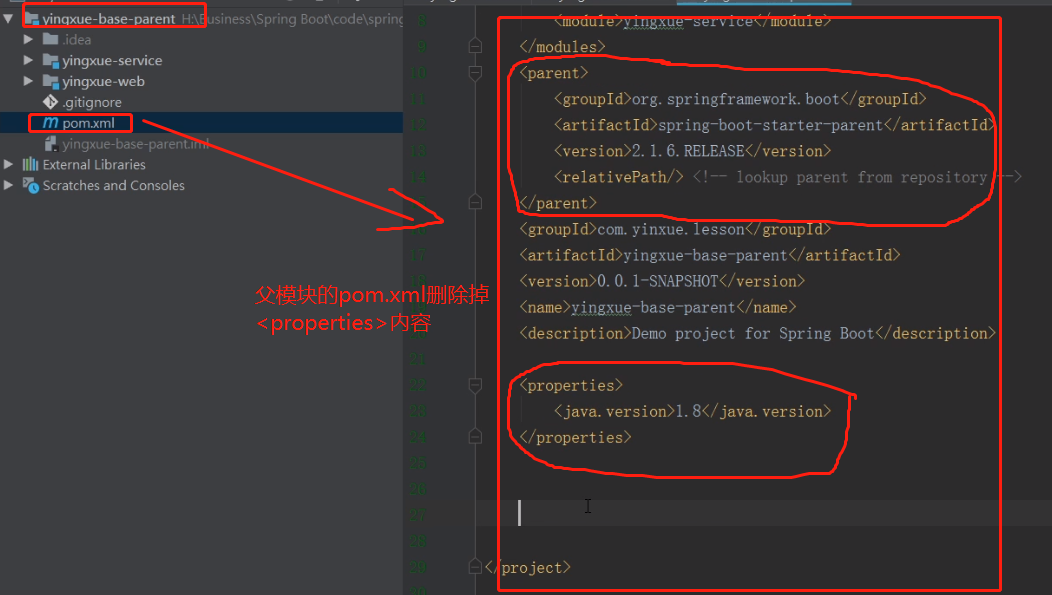 yingxue-base-parent H:\Business\Spring Boot\code\spring
.idea
yingxue-service
yingxue-web
.gitignore
pom.xml
yingxue-base-parent.iml
External Libraries
Scratches and Consoles
父模块的pom.xml删除掉
<properties>内容
8 <module>yingxue-service</module>
9 </modules>
10 <parent>
11 <groupId>org.springframework.boot</groupId>
12 <artifactId>spring-boot-starter-parent</artifactId>
13 <version>2.1.6.RELEASE</version>
14 <relativePath/> <!-- lookup parent from repository -->
</parent>
<groupId>com.yinxue.lesson</groupId>
17 <artifactId>yingxue-base-parent</artifactId>
<version>0.0.1-SNAPSHOT</version>
<name>yingxue-base-parent</name>
<description>Demo project for Spring Boot</description>
21
22 <properties>
23 <java.version>1.8</java.version>
24 </properties>
25
26
27
28
29 </project>